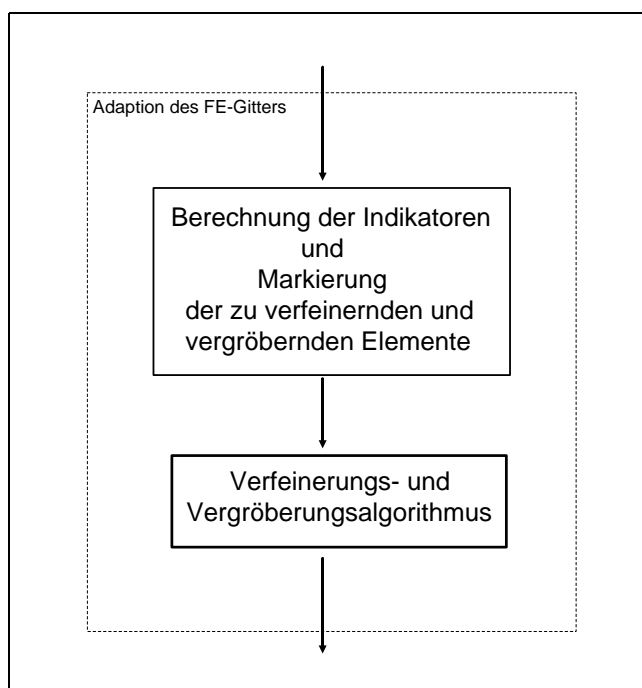 Adaption des FE-Gitters
Berechnung der Indikatoren
und
Markierung
der zu verfeinernden und
vergröbernden Elemente
Verfeinerungs- und
Vergröberungsalgorithmus